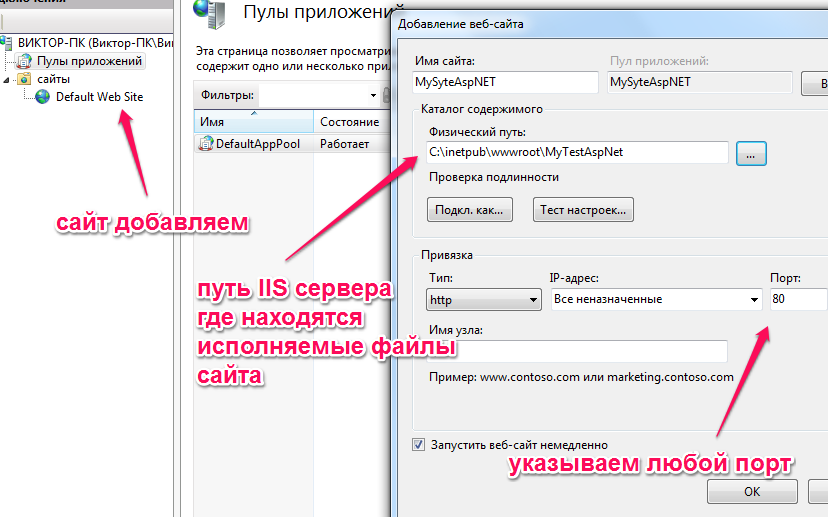 дключения
ВИКТОР-ПК (Виктор-ПК\Ви
Пулы приложений
сайты
Default Web Site
сайт добавляем
Пулы приложений
Эта страница позволяет просматри
содержит одно или несколько при
Фильтры:
Имя
Состояние
DefaultAppPool
Работает
путь IIS сервера
где находятся
исполняемые файлы
сайта
Добавление веб-сайта
Имя сайта:
Пул приложений:
MySyteAspNET
MySyteAspNET
В
Каталог содержимого
Физический путь:
C:\inetpub\wwwroot\MyTestAspNet
...
Проверка подлинности
Подкл. как...
Тест настроек...
Привязка
Тип:
IP-адрес:
Порт:
http
Все неназначенные
80
Имя узла:
Пример: www.contoso.com или marketing.contoso.com
Запустить веб-сайт немедленно
указываем любой порт
OK